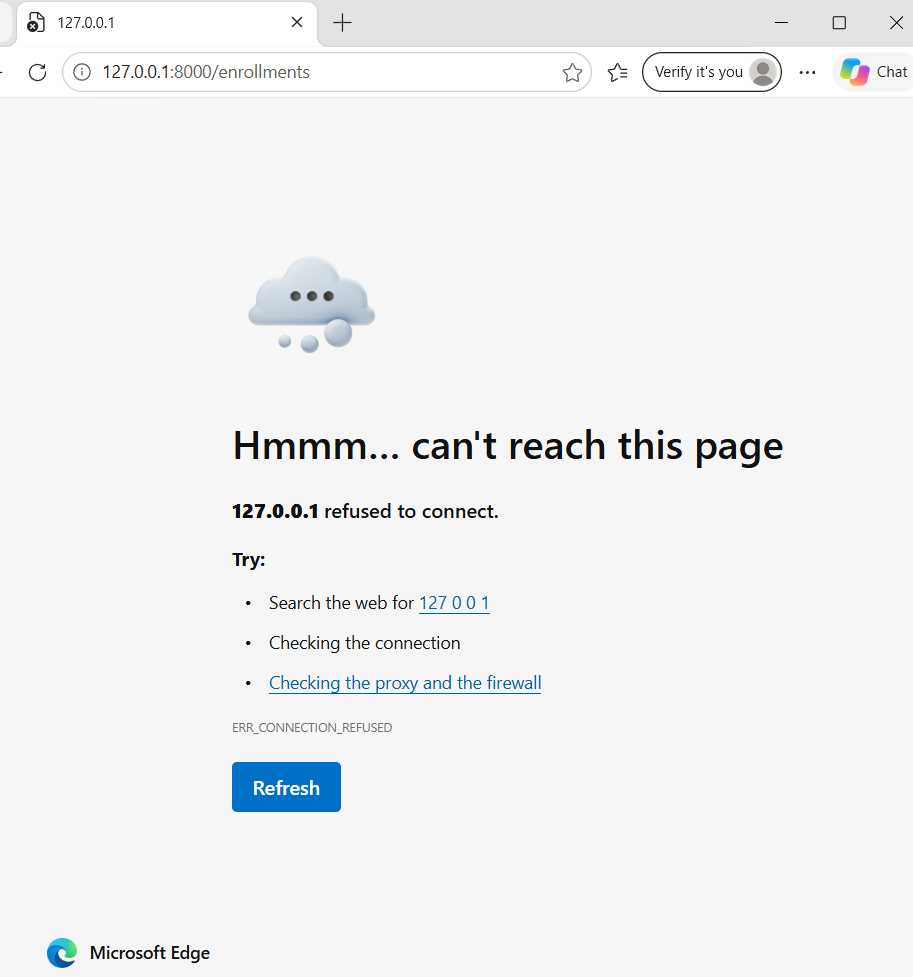 127.0.0.1
127.0.0.1:8000/enrollments
Verify it's you
Chat
Hmmm... can't reach this page
127.0.0.1 refused to connect.
Try:
• Search the web for 127 0 0 1
• Checking the connection
• Checking the proxy and the firewall
ERR_CONNECTION_REFUSED
Refresh
Microsoft Edge